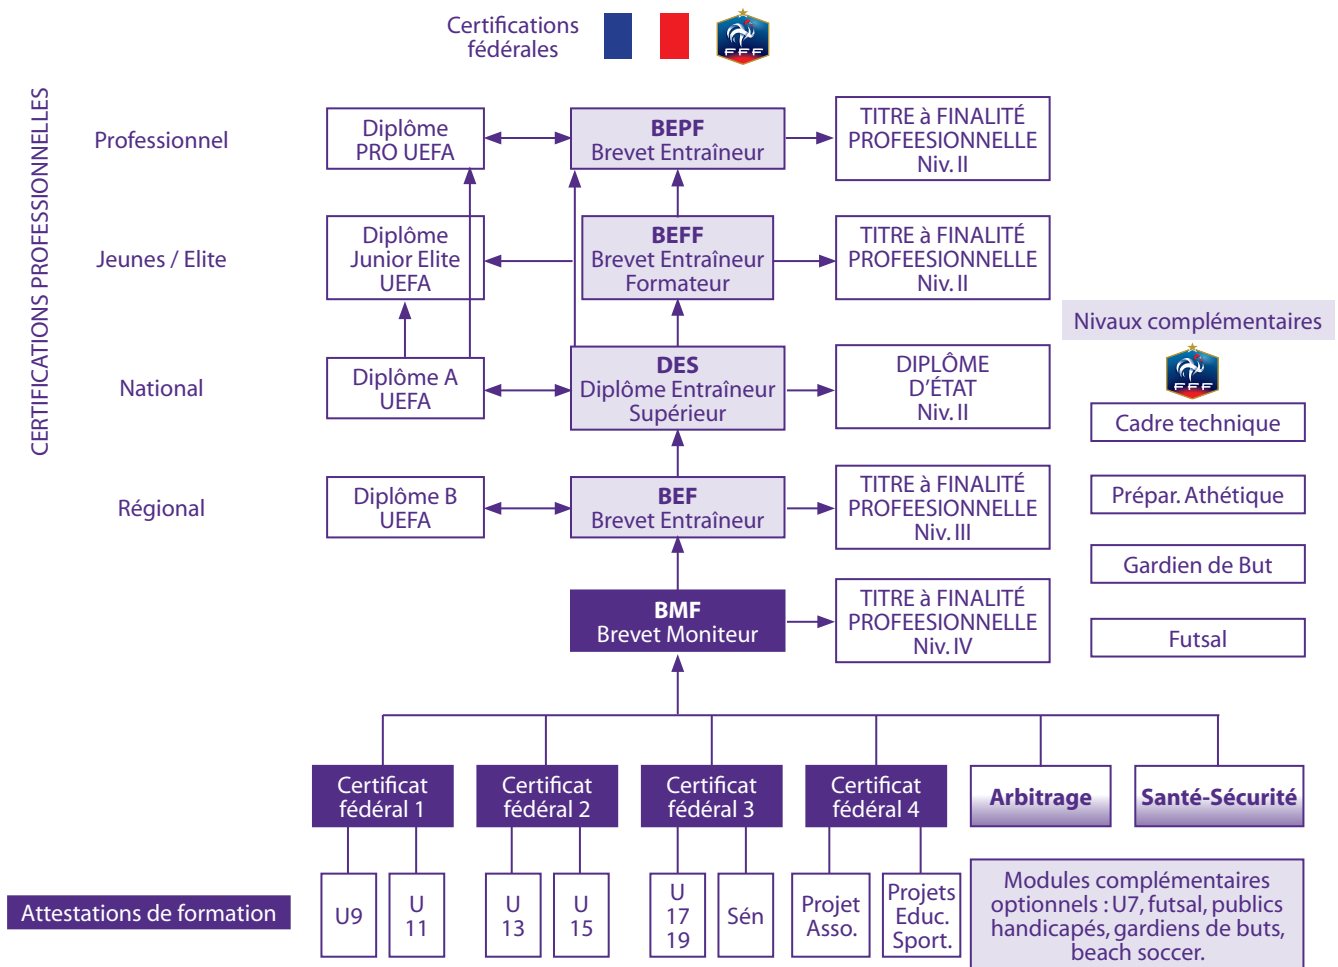 Certifications
fédérales
FFF
CERTIFICATIONS PROFESSIONNELLES
Professionnel
Diplôme
PRO UEFA
BEPF
Brevet Entraîneur
TITRE à FINALITÉ
PROFEESIONNELLE
Niv. II
Jeunes / Elite
Diplôme
Junior Elite
UEFA
BEFF
Brevet Entraîneur
Formateur
TITRE à FINALITÉ
PROFEESIONNELLE
Niv. II
Nivaux complémentaires
FFF
National
Diplôme A
UEFA
DES
Diplôme Entraîneur
Supérieur
DIPLÔME
D'ÉTAT
Niv. II
Cadre technique
Régional
Diplôme B
UEFA
BEF
Brevet Entraîneur
TITRE à FINALITÉ
PROFEESIONNELLE
Niv. III
Prépar. Athétique
Gardien de But
BMF
Brevet Moniteur
TITRE à FINALITÉ
PROFEESIONNELLE
Niv. IV
Futsal
Certificat
fédéral 1
Certificat
fédéral 2
Certificat
fédéral 3
Certificat
fédéral 4
Arbitrage
Santé-Sécurité
Attestations de formation
U9
U
11
U
13
U
15
U
17
19
Sén
Projet
Asso.
Projets
Educ.
Sport.
Modules complémentaires
optionnels : U7, futsal, publics
handicapés, gardiens de buts,
beach soccer.